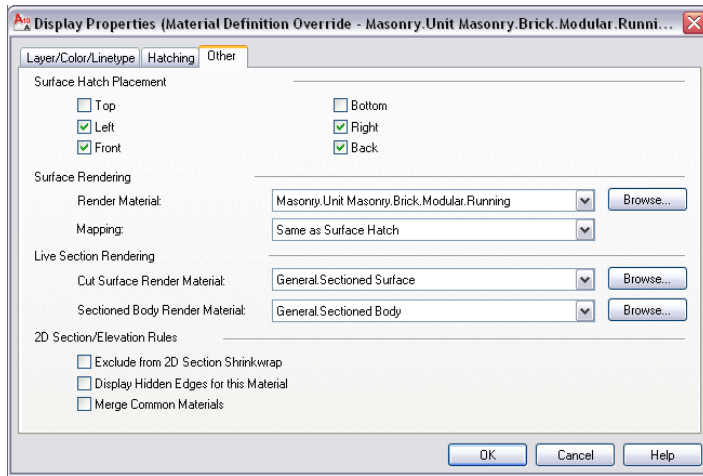 Display Properties (Material Definition Override - Masonry.Unit Masonry.Brick.Modular.Runni...
Layer/Color/Linetype Hatching Other
Surface Hatch Placement
Top Bottom
Left Right
Front Back
Surface Rendering
Render Material: Masonry.Unit Masonry.Brick.Modular.Running Browse...
Mapping: Same as Surface Hatch
Live Section Rendering
Cut Surface Render Material: General.Sectioned Surface Browse...
Sectioned Body Render Material: General.Sectioned Body Browse...
2D Section/Elevation Rules
Exclude from 2D Section Shrinkwrap
Display Hidden Edges for this Material
Merge Common Materials
OK Cancel Help